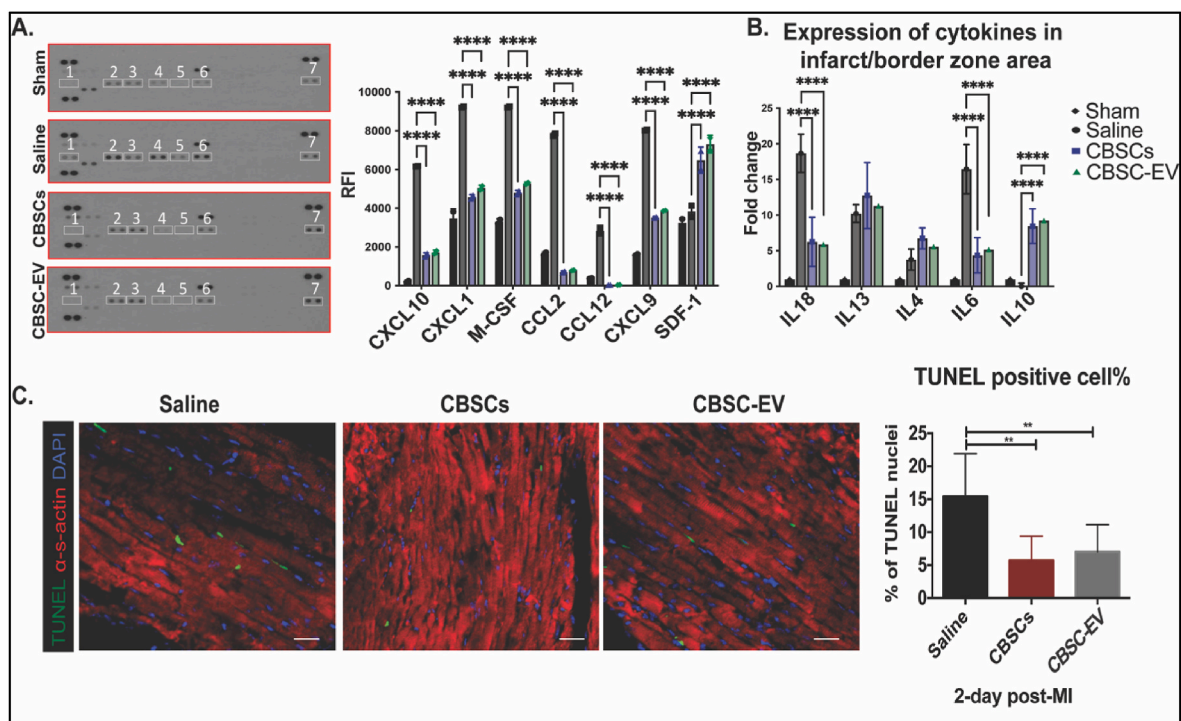 A.
Sham
1 2 3 4 5 6 7
Saline
1 2 3 4 5 6 7
CBSCs
1 2 3 4 5 6 7
CBSC-EV
1 2 3 4 5 6 7
RFI
10000
8000
6000
4000
2000
0
**** **** **** **** **** **** ****
**** **** **** **** **** **** ****
CXCL10 CXCL1 M-CSF CCL2 CCL12 CXCL9 SDF-1
B. Expression of cytokines in
infarct/border zone area
Fold change
25
20
15
10
5
0
**** **** ****
**** **** ****
IL18 IL13 IL4 IL6 IL10
Sham
Saline
CBSCs
CBSC-EV
C.
TUNEL α-s-actin DAPI
Saline CBSCs CBSC-EV
TUNEL positive cell%
% of TUNEL nuclei
25
20
15
10
5
0
**
**
Saline CBSCs CBSC-EV
2-day post-MI